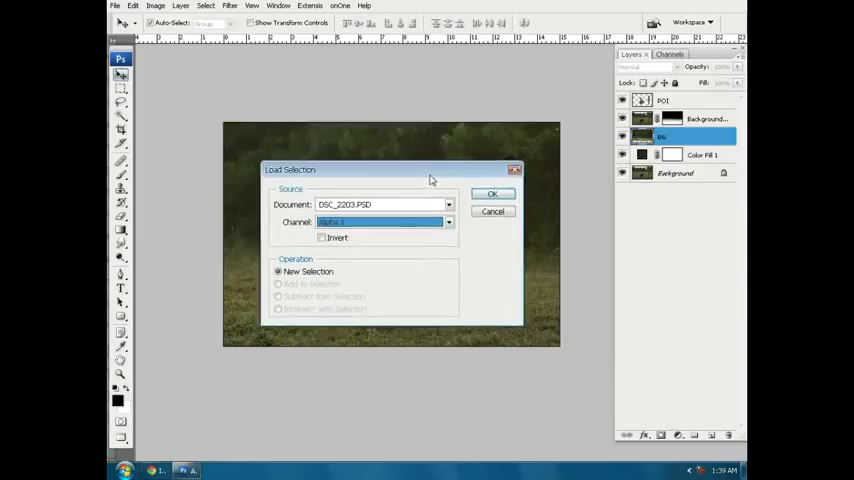 File Edit Image Layer Select Filter View Window Extensis onOne Help
Auto-Select: Group Show Transform Controls Workspace
Ps
Layers Channels
Normal Opacity: 100%
Lock: Fill: 100%
POI
Background...
BG
Color Fill 1
Background
Load Selection
Source
Document: DSC_2203.PSD
Channel: Alpha 1
Invert
OK
Cancel
Operation
New Selection
Add to Selection
Subtract from Selection
Intersect with Selection
1:39 AM